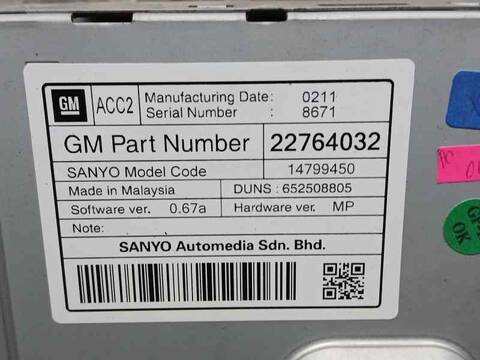 GM ACC2 Manufacturing Date: 0211
Serial Number : 8671
GM Part Number 22764032
SANYO Model Code 14799450
Made in Malaysia DUNS : 652508805
Software ver. 0.67a Hardware ver. MP
Note:
SANYO Automedia Sdn. Bhd.
OK